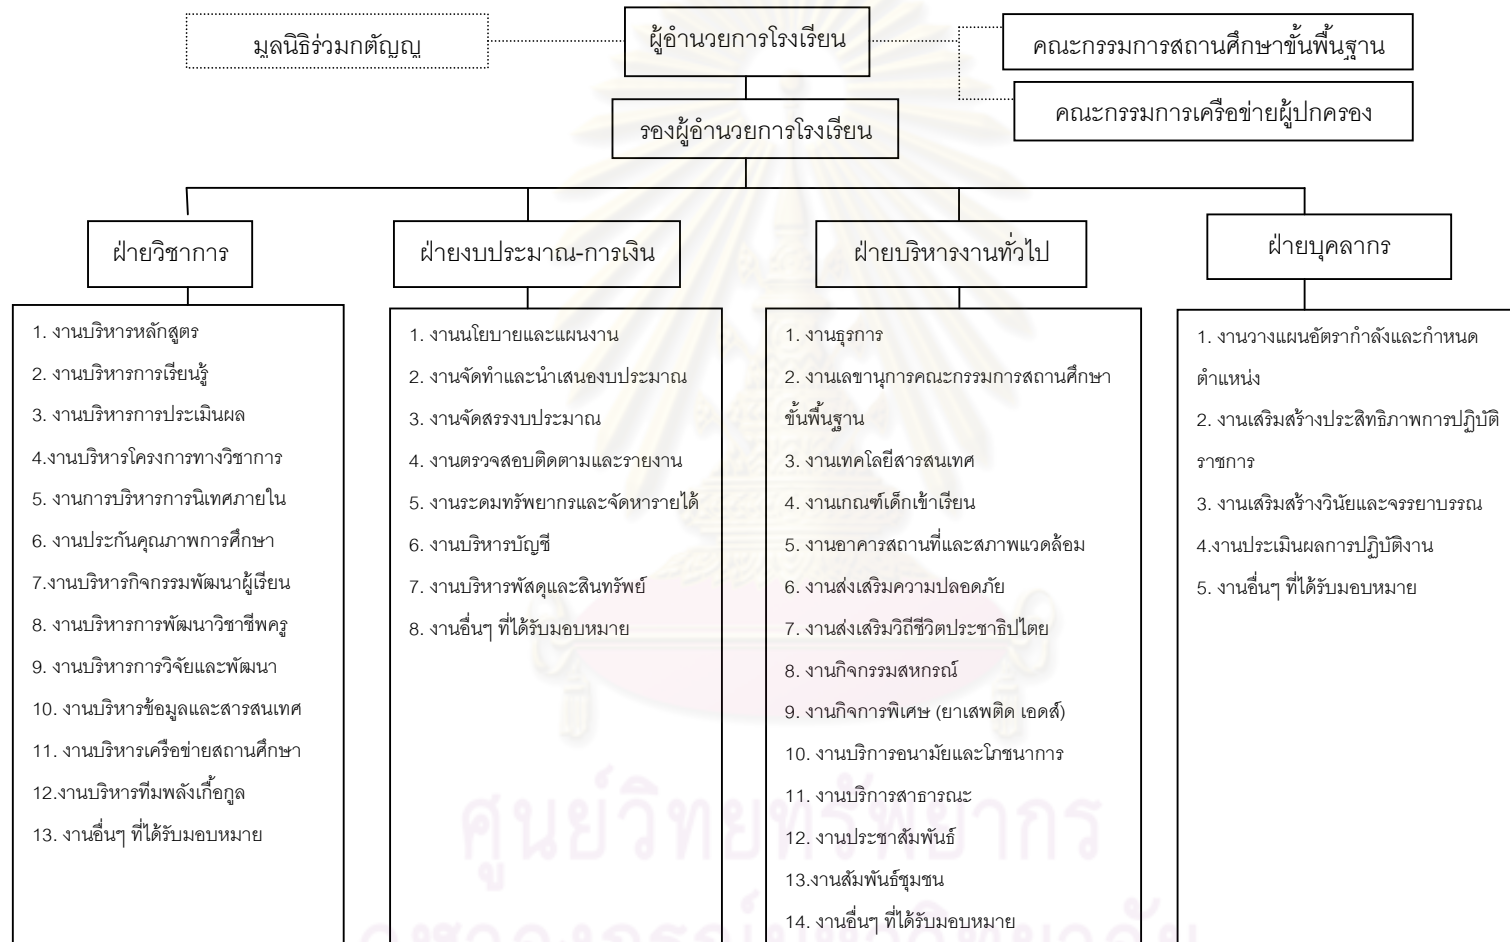 มูลนิธิร่วมกตัญญู
ผู้อำนวยการโรงเรียน
คณะกรรมการสถานศึกษาขั้นพื้นฐาน
คณะกรรมการเครือข่ายผู้ปกครอง
รองผู้อำนวยการโรงเรียน
ฝ่ายวิชาการ
1. งานบริหารหลักสูตร
2. งานบริหารการเรียนรู้
3. งานบริหารการประเมินผล
4.งานบริหารโครงการทางวิชาการ
5. งานการบริหารการนิเทศภายใน
6. งานประกันคุณภาพการศึกษา
7.งานบริหารกิจกรรมพัฒนาผู้เรียน
8. งานบริหารการพัฒนาวิชาชีพครู
9. งานบริหารการวิจัยและพัฒนา
10. งานบริหารข้อมูลและสารสนเทศ
11. งานบริหารเครือข่ายสถานศึกษา
12.งานบริหารทีมพลังเกื้อกูล
13. งานอื่นๆ ที่ได้รับมอบหมาย
ฝ่ายงบประมาณ-การเงิน
1. งานนโยบายและแผนงาน
2. งานจัดทำและนำเสนองบประมาณ
3. งานจัดสรรงบประมาณ
4. งานตรวจสอบติดตามและรายงาน
5. งานระดมทรัพยากรและจัดหารายได้
6. งานบริหารบัญชี
7. งานบริหารพัสดุและสินทรัพย์
8. งานอื่นๆ ที่ได้รับมอบหมาย
ฝ่ายบริหารงานทั่วไป
1. งานธุรการ
2. งานเลขานุการคณะกรรมการสถานศึกษา
ขั้นพื้นฐาน
3. งานเทคโลยีสารสนเทศ
4. งานเกณฑ์เด็กเข้าเรียน
5. งานอาคารสถานที่และสภาพแวดล้อม
6. งานส่งเสริมความปลอดภัย
7. งานส่งเสริมวิถีชีวิตประชาธิปไตย
8. งานกิจกรรมสหกรณ์
9. งานกิจการพิเศษ (ยาเสพติด เอดส์)
10. งานบริการอนามัยและโภชนาการ
11. งานบริการสาธารณะ
12. งานประชาสัมพันธ์
13.งานสัมพันธ์ชุมชน
14. งานอื่นๆ ที่ได้รับมอบหมาย
ฝ่ายบุคลากร
1. งานวางแผนอัตรากำลังและกำหนด
ตำแหน่ง
2. งานเสริมสร้างประสิทธิภาพการปฏิบัติ
ราชการ
3. งานเสริมสร้างวินัยและจรรยาบรรณ
4.งานประเมินผลการปฏิบัติงาน
5. งานอื่นๆ ที่ได้รับมอบหมาย
ศูนย์วิทยทรัพยากร
จุฬาลงกรณ์มหาวิทยาลัย